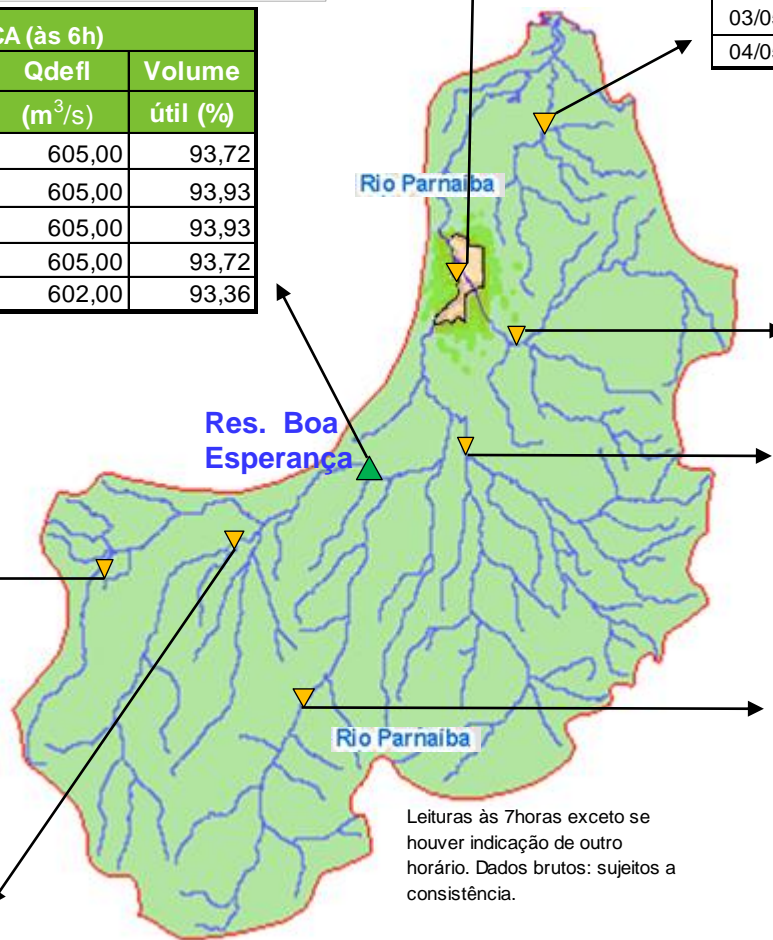 CA (às 6h)
Qdefl Volume
(m³/s) útil (%)
605,00 93,72
605,00 93,93
605,00 93,93
605,00 93,72
602,00 93,36
03/0
04/0
Rio Parnaíba
Res. Boa
Esperança
Rio Parnaíba
Leituras às 7horas exceto se
houver indicação de outro
horário. Dados brutos: sujeitos a
consistência.